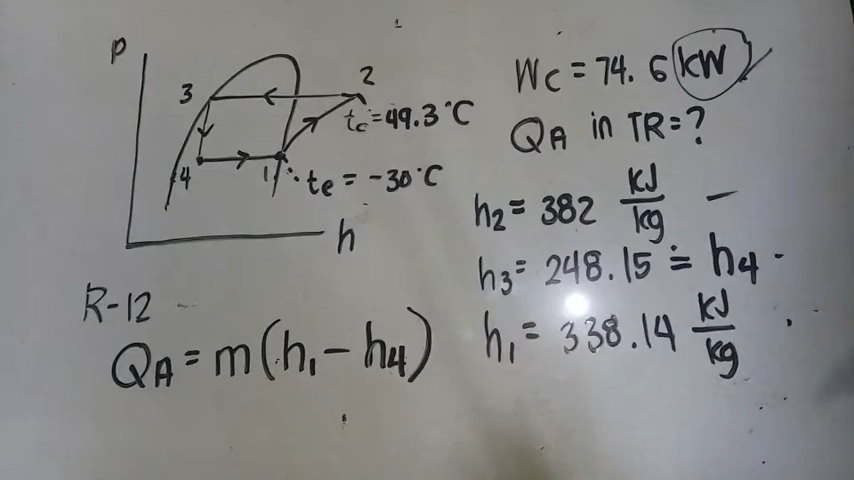 1
P
3
2
4
1
tc=49.3°C
∴ te = -30°C
h
R-12
QA = m(h1 - h4)
Wc = 74.6 kW
QA in TR=?
h2 = 382 kJ/kg
h3 = 248.15 ≐ h4
h1 = 338.14 kJ/kg